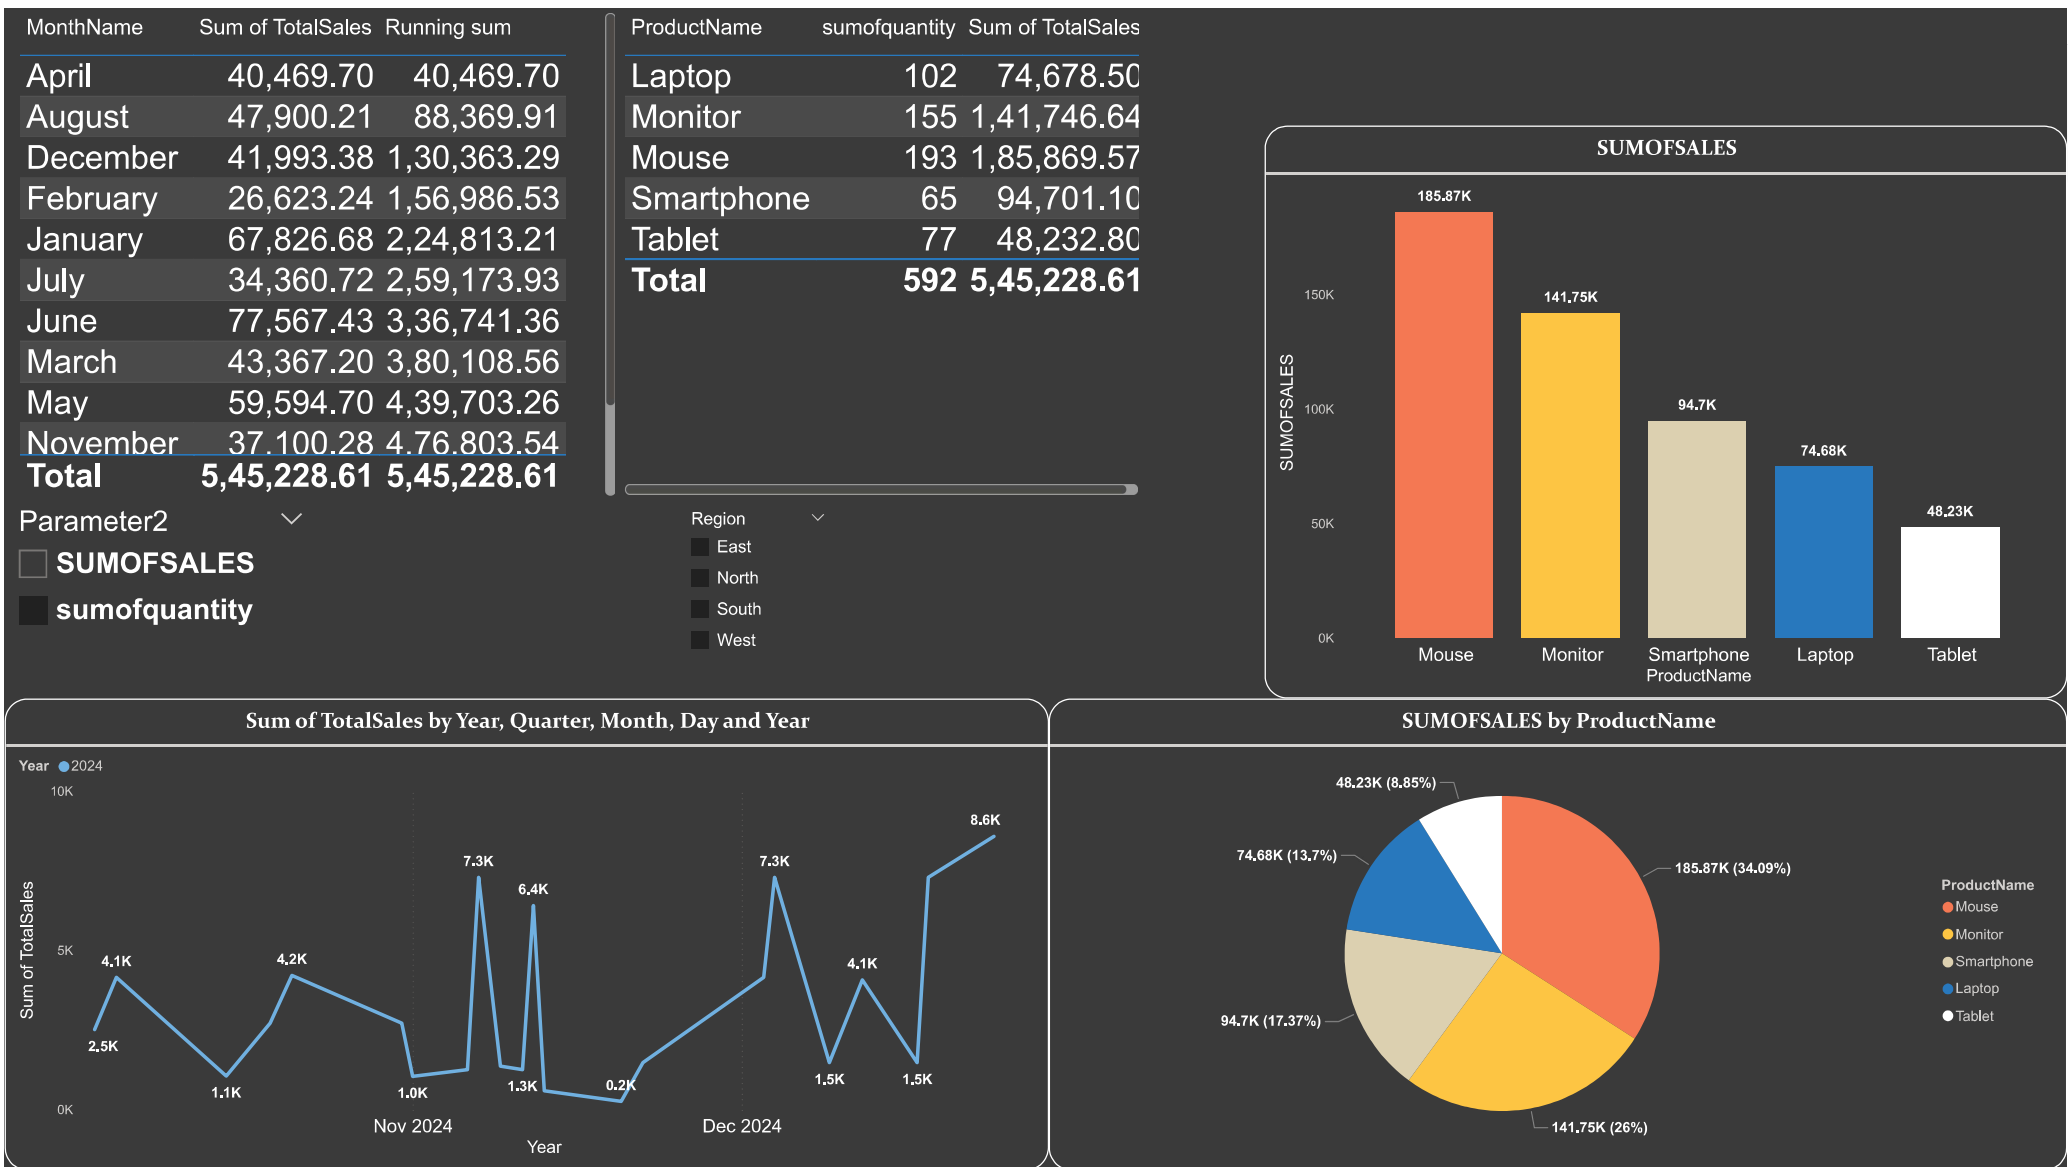 MonthName Sum of TotalSales Running sum
April 40,469.70 40,469.70
August 47,900.21 88,369.91
December 41,993.38 1,30,363.29
February 26,623.24 1,56,986.53
January 67,826.68 2,24,813.21
July 34,360.72 2,59,173.93
June 77,567.43 3,36,741.36
March 43,367.20 3,80,108.56
May 59,594.70 4,39,703.26
November 37,100.28 4,76,803.54
Total 5,45,228.61 5,45,228.61
ProductName sumofquantity Sum of TotalSales
Laptop 102 74,678.50
Monitor 155 1,41,746.64
Mouse 193 1,85,869.57
Smartphone 65 94,701.10
Tablet 77 48,232.80
Total 592 5,45,228.61
Parameter2
SUMOFSALES
sumofquantity
Region
East
North
South
West
SUMOFSALES
185.87K
141.75K
94.7K
74.68K
48.23K
150K
100K
50K
0K
SUMOFSALES
Mouse Monitor Smartphone Laptop Tablet
ProductName
Sum of TotalSales by Year, Quarter, Month, Day and Year
Year 2024
10K
5K
0K
Sum of TotalSales
2.5K
4.1K
1.1K
4.2K
1.0K
7.3K
1.3K
6.4K
0.2K
7.3K
1.5K
4.1K
1.5K
8.6K
Nov 2024 Dec 2024
Year
SUMOFSALES by ProductName
48.23K (8.85%)
74.68K (13.7%)
185.87K (34.09%)
94.7K (17.37%)
141.75K (26%)
ProductName
Mouse
Monitor
Smartphone
Laptop
Tablet